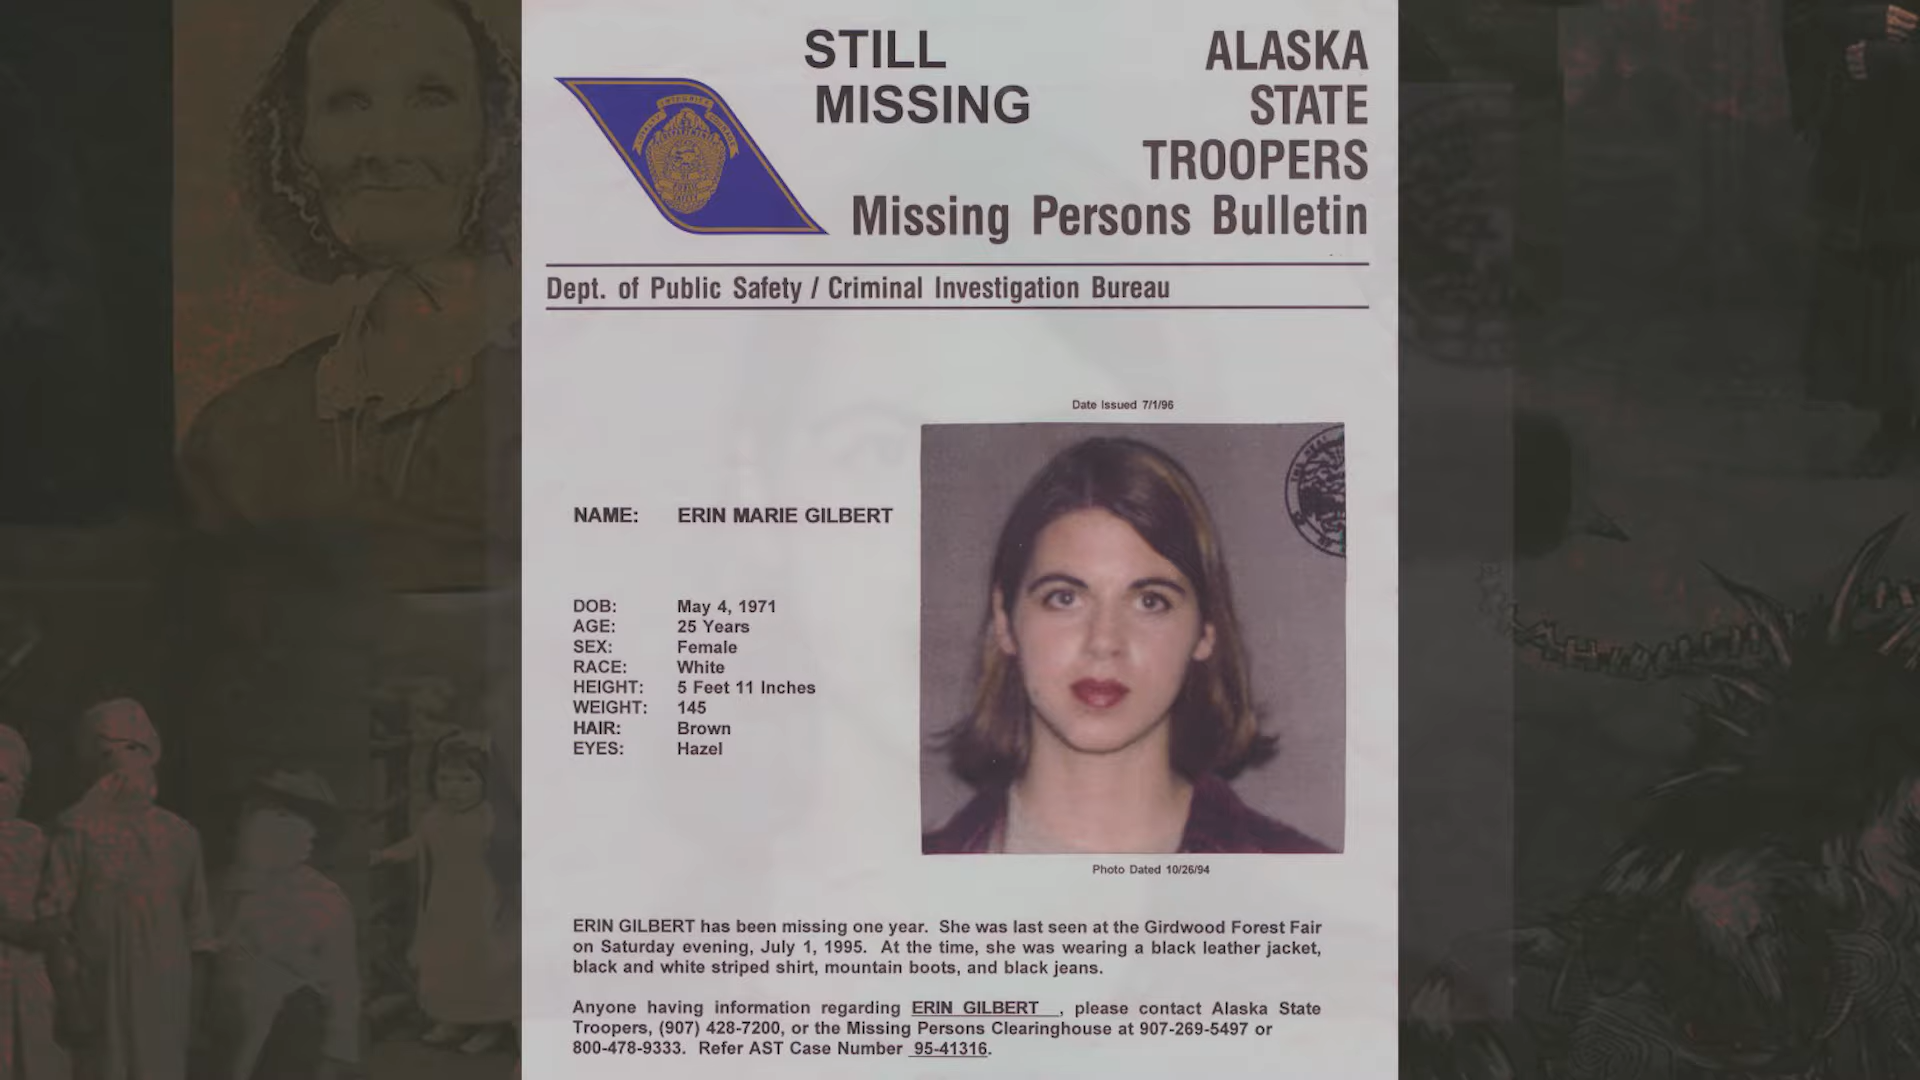 STILL
MISSING
ALASKA
STATE
TROOPERS
Missing Persons Bulletin
Dept. of Public Safety / Criminal Investigation Bureau
Date Issued 7/1/96
NAME: ERIN MARIE GILBERT
DOB: May 4, 1971
AGE: 25 Years
SEX: Female
RACE: White
HEIGHT: 5 Feet 11 Inches
WEIGHT: 145
HAIR: Brown
EYES: Hazel
Photo Dated 10/26/94
ERIN GILBERT has been missing one year. She was last seen at the Girdwood Forest Fair
on Saturday evening, July 1, 1995. At the time, she was wearing a black leather jacket,
black and white striped shirt, mountain boots, and black jeans.
Anyone having information regarding ERIN GILBERT , please contact Alaska State
Troopers, (907) 428-7200, or the Missing Persons Clearinghouse at 907-269-5497 or
800-478-9333. Refer AST Case Number 95-41316.